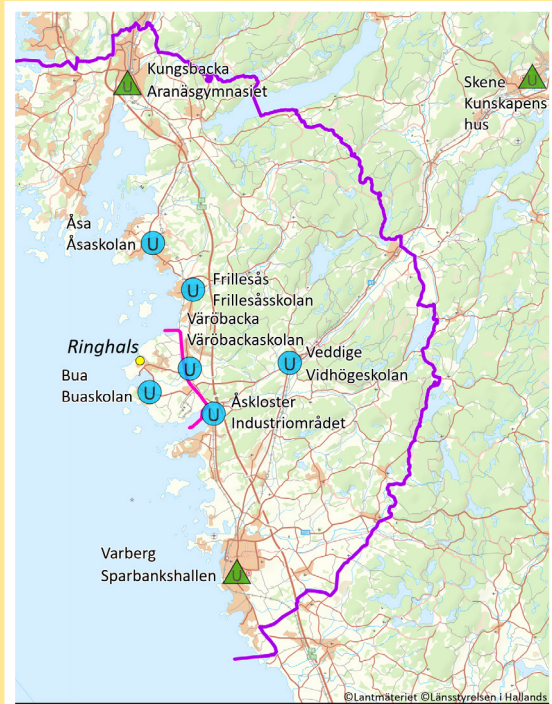 Kungsbacka
Aranäsgymnasiet
U
Skene
Kunskapens
hus
U
Åsa
Åsaskolan
U
Frillesås
Frillesåsskolan
U
Väröbacka
Väröbackaskolan
U
Ringhals
Veddige
Vidhögeskolan
U
Bua
Buaskolan
U
Åskloster
Industriområdet
U
Varberg
Sparbankshallen
U
©Lantmäteriet ©Länsstyrelsen i Hallands